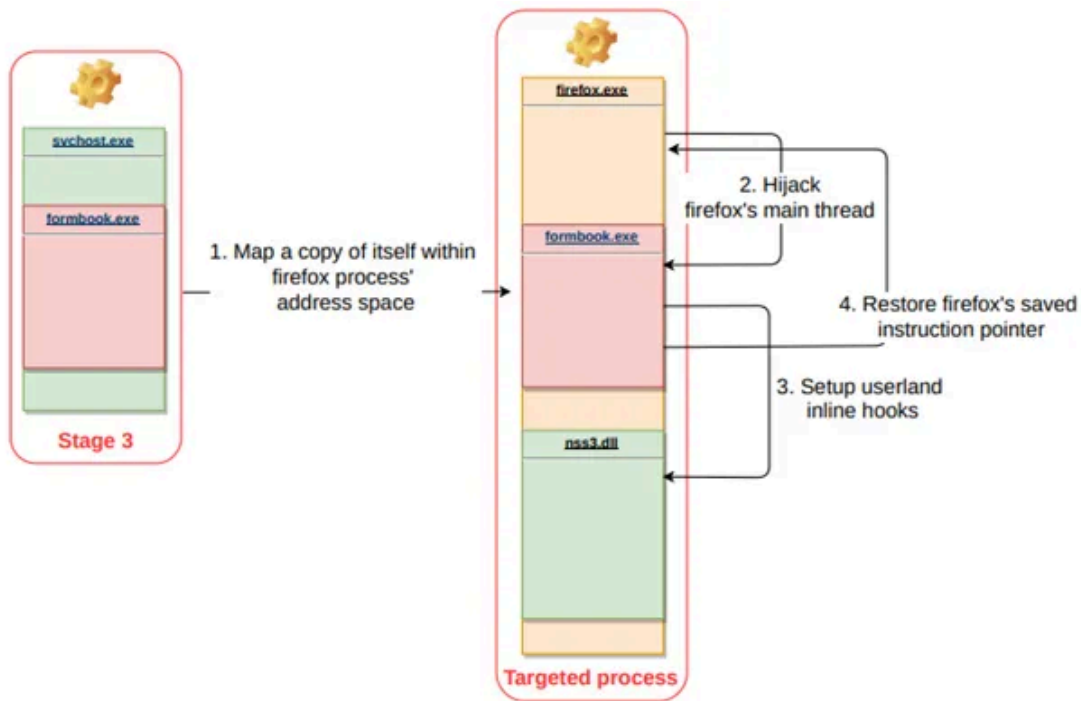 svchost.exe
formbook.exe
Stage 3
1. Map a copy of itself within
firefox process'
address space
firefox.exe
formbook.exe
nss3.dll
Targeted process
2. Hijack
firefox's main thread
3. Setup userland
inline hooks
4. Restore firefox's saved
instruction pointer